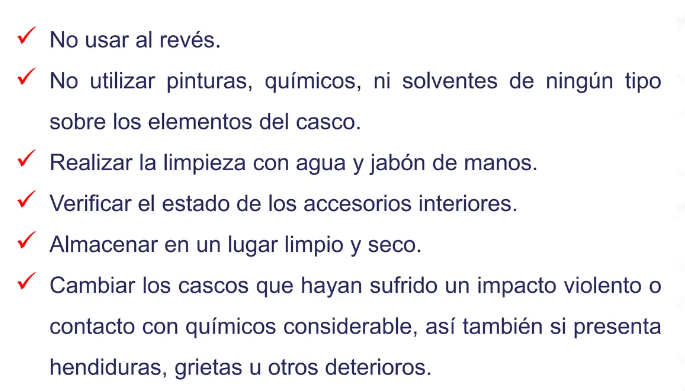 No usar al revés.
No utilizar pinturas, químicos, ni solventes de ningún tipo
sobre los elementos del casco.
Realizar la limpieza con agua y jabón de manos.
Verificar el estado de los accesorios interiores.
Almacenar en un lugar limpio y seco.
Cambiar los cascos que hayan sufrido un impacto violento o
contacto con químicos considerable, así también si presenta
hendiduras, grietas u otros deterioros.